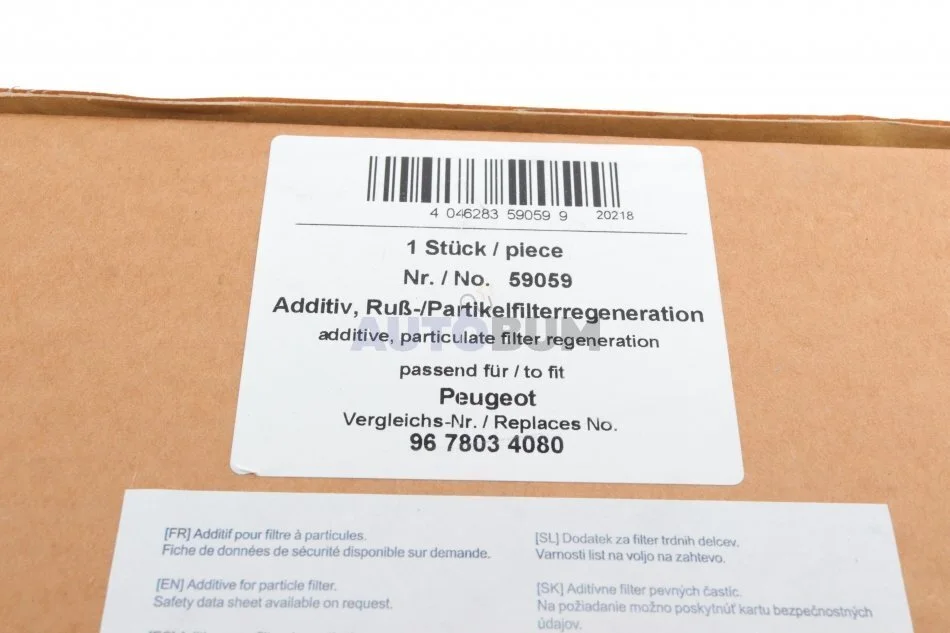 4 046283 59059 9 20218
1 Stück / piece
Nr. / No. 59059
Additiv, Ruß-/Partikelfilterregeneration
AUTOBUM
additive, particulate filter regeneration
passend für / to fit
Peugeot
Vergleichs-Nr. / Replaces No.
96 7803 4080
[FR] Additif pour filtre à particules.
Fiche de données de sécurité disponible sur demande.
[EN] Additive for particle filter.
Safety data sheet available on request.
[SL] Dodatek za filter trdnih delcev.
Varnosti list na voljo na zahtevo.
[SK] Aditívne filter pevných častíc.
Na požiadanie možno poskytnúť kartu bezpečnostných
údajov.